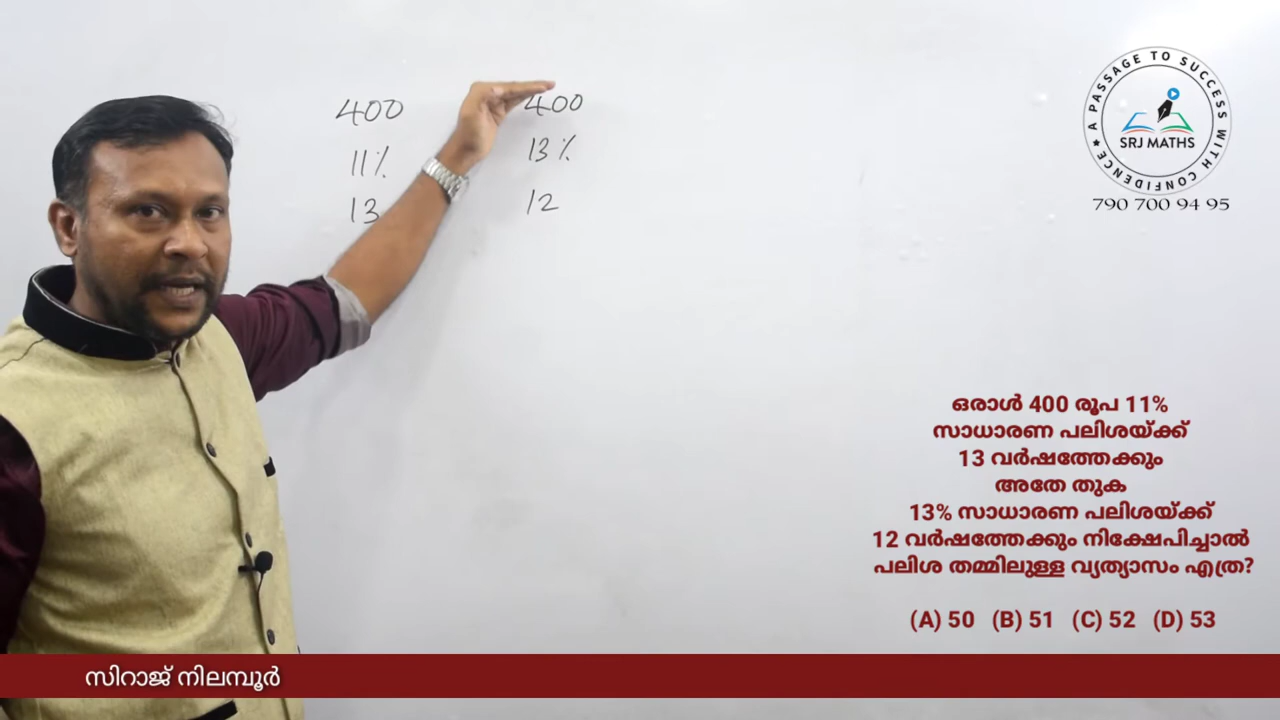 400
400
11%
13%
13
12
A PASSAGE TO SUCCESS WITH CONFIDENCE ★
SRJ MATHS
790 700 94 95
ഒരാൾ 400 രൂപ 11%
സാധാരണ പലിശയ്ക്ക്
13 വർഷത്തേക്കും
അതേ തുക
13% സാധാരണ പലിശയ്ക്ക്
12 വർഷത്തേക്കും നിക്ഷേപിച്ചാൽ
പലിശ തമ്മിലുള്ള വ്യത്യാസം എത്ര?
(A) 50 (B) 51 (C) 52 (D) 53
സിറാജ് നിലമ്പൂർ